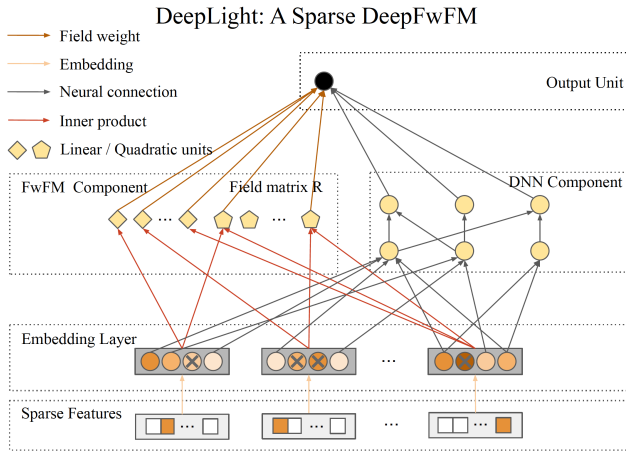 DeepLight: A Sparse DeepFwFM
Field weight
Embedding
Neural connection
Inner product
Linear / Quadratic units
Output Unit
FwFM Component
Field matrix R
DNN Component
...
...
Embedding Layer
...
Sparse Features
...
...
...
...